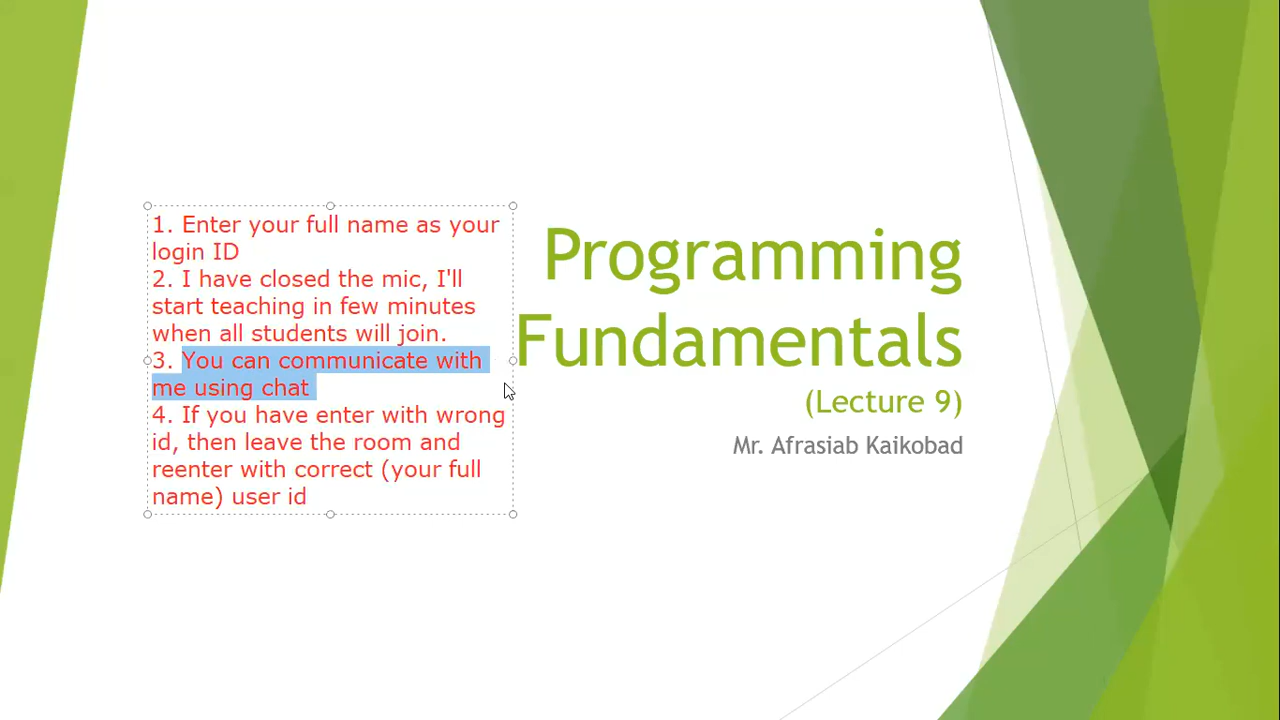 1. Enter your full name as your
login ID
2. I have closed the mic, I'll
start teaching in few minutes
when all students will join.
3. You can communicate with
me using chat
4. If you have enter with wrong
id, then leave the room and
reenter with correct (your full
name) user id
Programming
Fundamentals
(Lecture 9)
Mr. Afrasiab Kaikobad